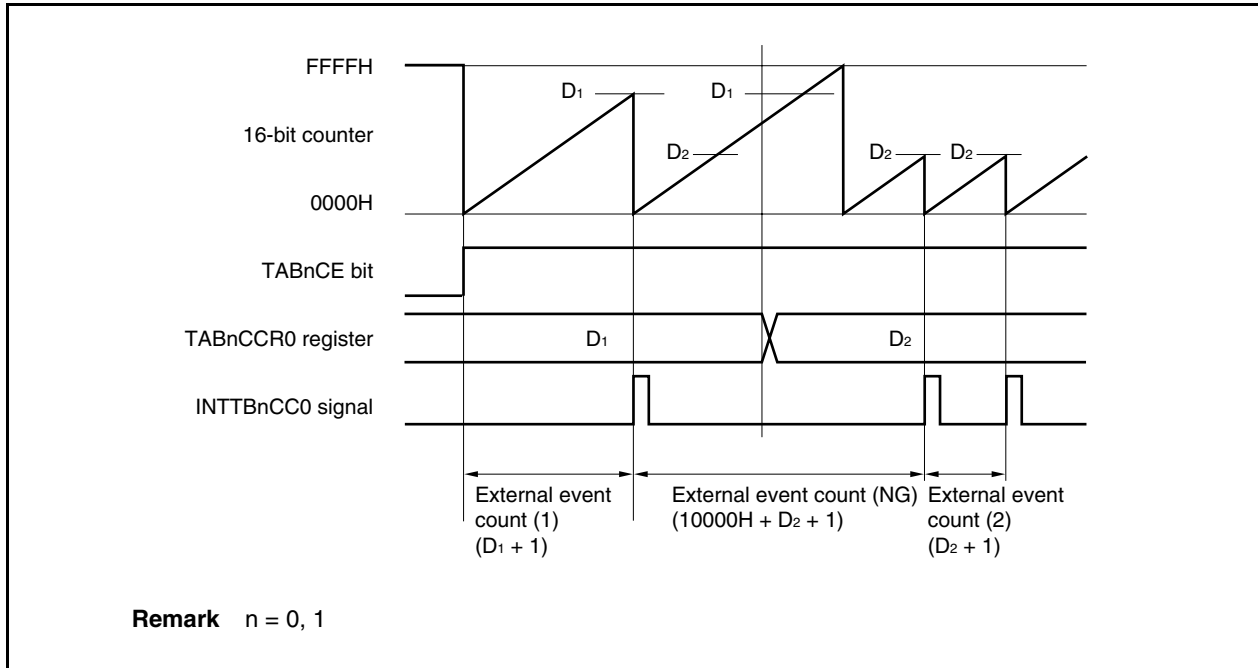 FFFFH
D1
D1
16-bit counter
D2
D2
D2
0000H
TABnCE bit
TABnCCR0 register
D1
D2
INTTBnCC0 signal
External event
count (1)
(D1 + 1)
External event count (NG)
(10000H + D2 + 1)
External event
count (2)
(D2 + 1)
Remark n = 0, 1